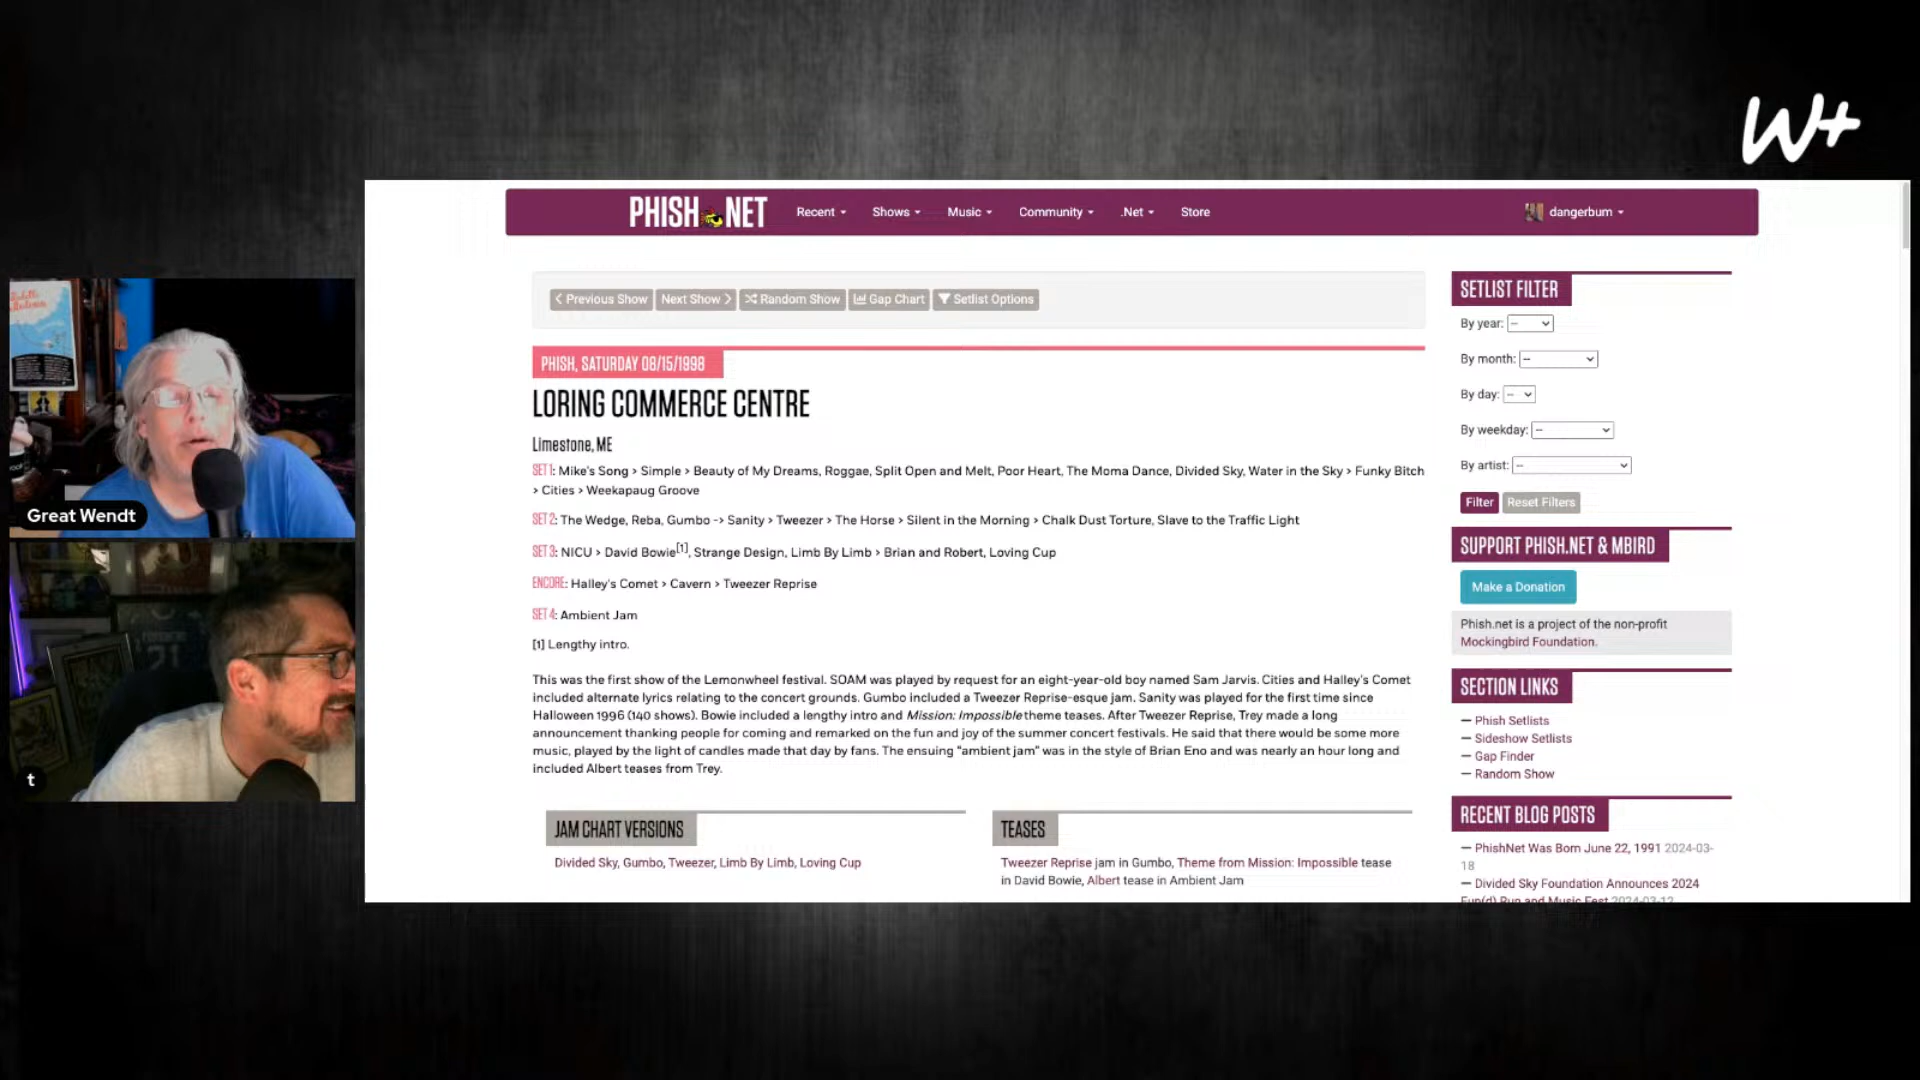 W+
PHISH.NET
Recent
Shows
Music
Community
.Net
Store
dangerbum
Previous Show
Next Show
Random Show
Gap Chart
Setlist Options
PHISH, SATURDAY 08/15/1998
LORING COMMERCE CENTRE
Limestone, ME
SET 1: Mike's Song > Simple > Beauty of My Dreams, Roggae, Split Open and Melt, Poor Heart, The Moma Dance, Divided Sky, Water in the Sky > Funky Bitch
> Cities > Weekapaug Groove
SET 2: The Wedge, Reba, Gumbo -> Sanity > Tweezer > The Horse > Silent in the Morning > Chalk Dust Torture, Slave to the Traffic Light
SET 3: NICU > David Bowie[1], Strange Design, Limb By Limb > Brian and Robert, Loving Cup
ENCORE: Halley's Comet > Cavern > Tweezer Reprise
SET 4: Ambient Jam
[1] Lengthy intro.
This was the first show of the Lemonwheel festival. SOAM was played by request for an eight-year-old boy named Sam Jarvis. Cities and Halley's Comet
included alternate lyrics relating to the concert grounds. Gumbo included a Tweezer Reprise-esque jam. Sanity was played for the first time since
Halloween 1996 (140 shows). Bowie included a lengthy intro and Mission: Impossible theme teases. After Tweezer Reprise, Trey made a long
announcement thanking people for coming and remarked on the fun and joy of the summer concert festivals. He said that there would be some more
music, played by the light of candles made that day by fans. The ensuing "ambient jam" was in the style of Brian Eno and was nearly an hour long and
included Albert teases from Trey.
JAM CHART VERSIONS
Divided Sky, Gumbo, Tweezer, Limb By Limb, Loving Cup
TEASES
Tweezer Reprise jam in Gumbo, Theme from Mission: Impossible tease
in David Bowie, Albert tease in Ambient Jam
SETLIST FILTER
By year: --
By month: --
By day: --
By weekday: --
By artist: --
Filter
Reset Filters
SUPPORT PHISH.NET & MBIRD
Make a Donation
Phish.net is a project of the non-profit
Mockingbird Foundation.
SECTION LINKS
— Phish Setlists
— Sideshow Setlists
— Gap Finder
— Random Show
RECENT BLOG POSTS
— PhishNet Was Born June 22, 1991 2024-03-
18
— Divided Sky Foundation Announces 2024
Fun(d) Run and Music Fest 2024-03-12
Great Wendt
t